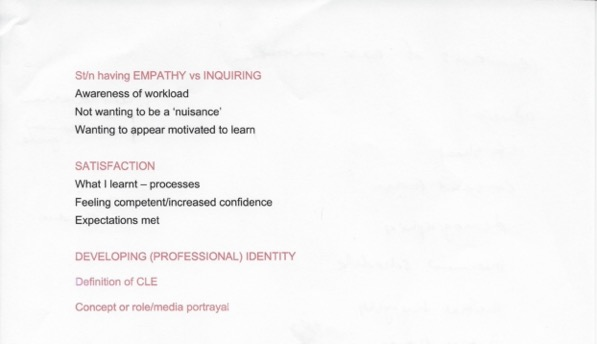 St/n having EMPATHY vs INQUIRING
Awareness of workload
Not wanting to be a ‘nuisance’
Wanting to appear motivated to learn
SATISFACTION
What I learnt – processes
Feeling competent/increased confidence
Expectations met
DEVELOPING (PROFESSIONAL) IDENTITY
Definition of CLE
Concept or role/media portrayal